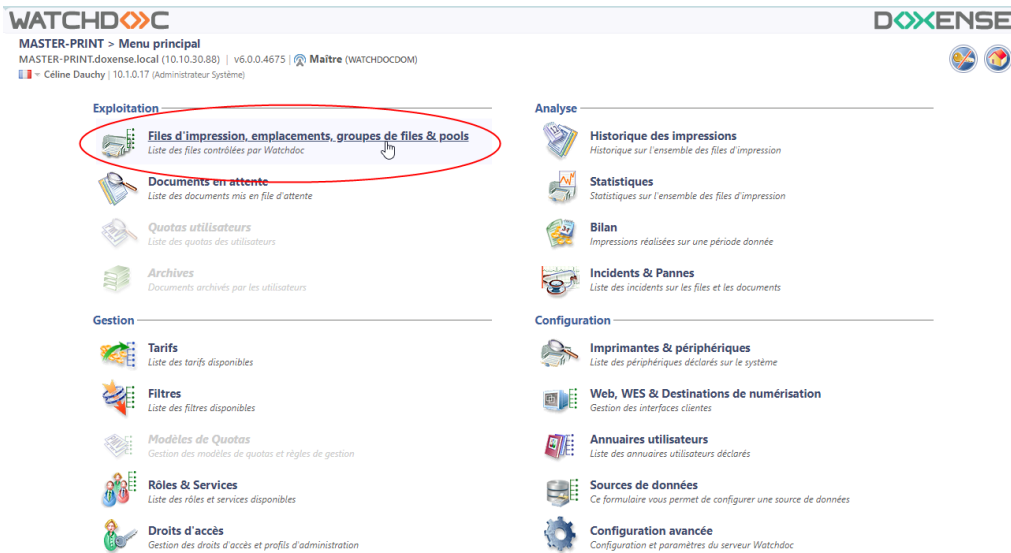 WATCHDOC
DOXENSE
MASTER-PRINT > Menu principal
MASTER-PRINT.doxense.local (10.10.30.88) | v6.0.0.4675 | Maître (WATCHDOCDOM)
Céline Dauchy | 10.1.0.17 (Administrateur Système)
Exploitation
Files d'impression, emplacements, groupes de files & pools
Liste des files contrôlées par Watchdoc
Documents en attente
Liste des documents mis en file d'attente
Quotas utilisateurs
Liste des quotas des utilisateurs
Archives
Documents archivés par les utilisateurs
Analyse
Historique des impressions
Historique sur l'ensemble des files d'impression
Statistiques
Statistiques sur l'ensemble des files d'impression
Bilan
Impressions réalisées sur une période donnée
Incidents & Pannes
Liste des incidents sur les files et les documents
Gestion
Tarifs
Liste des tarifs disponibles
Filtres
Liste des filtres disponibles
Modèles de Quotas
Gestion des modèles de quotas et règles de gestion
Rôles & Services
Liste des rôles et services disponibles
Droits d'accès
Gestion des droits d'accès et profils d'administration
Configuration
Imprimantes & périphériques
Liste des périphériques déclarés sur le système
Web, WES & Destinations de numérisation
Gestion des interfaces clientes
Annuaires utilisateurs
Liste des annuaires utilisateurs déclarés
Sources de données
Ce formulaire vous permet de configurer une source de données
Configuration avancée
Configuration et paramètres du serveur Watchdoc